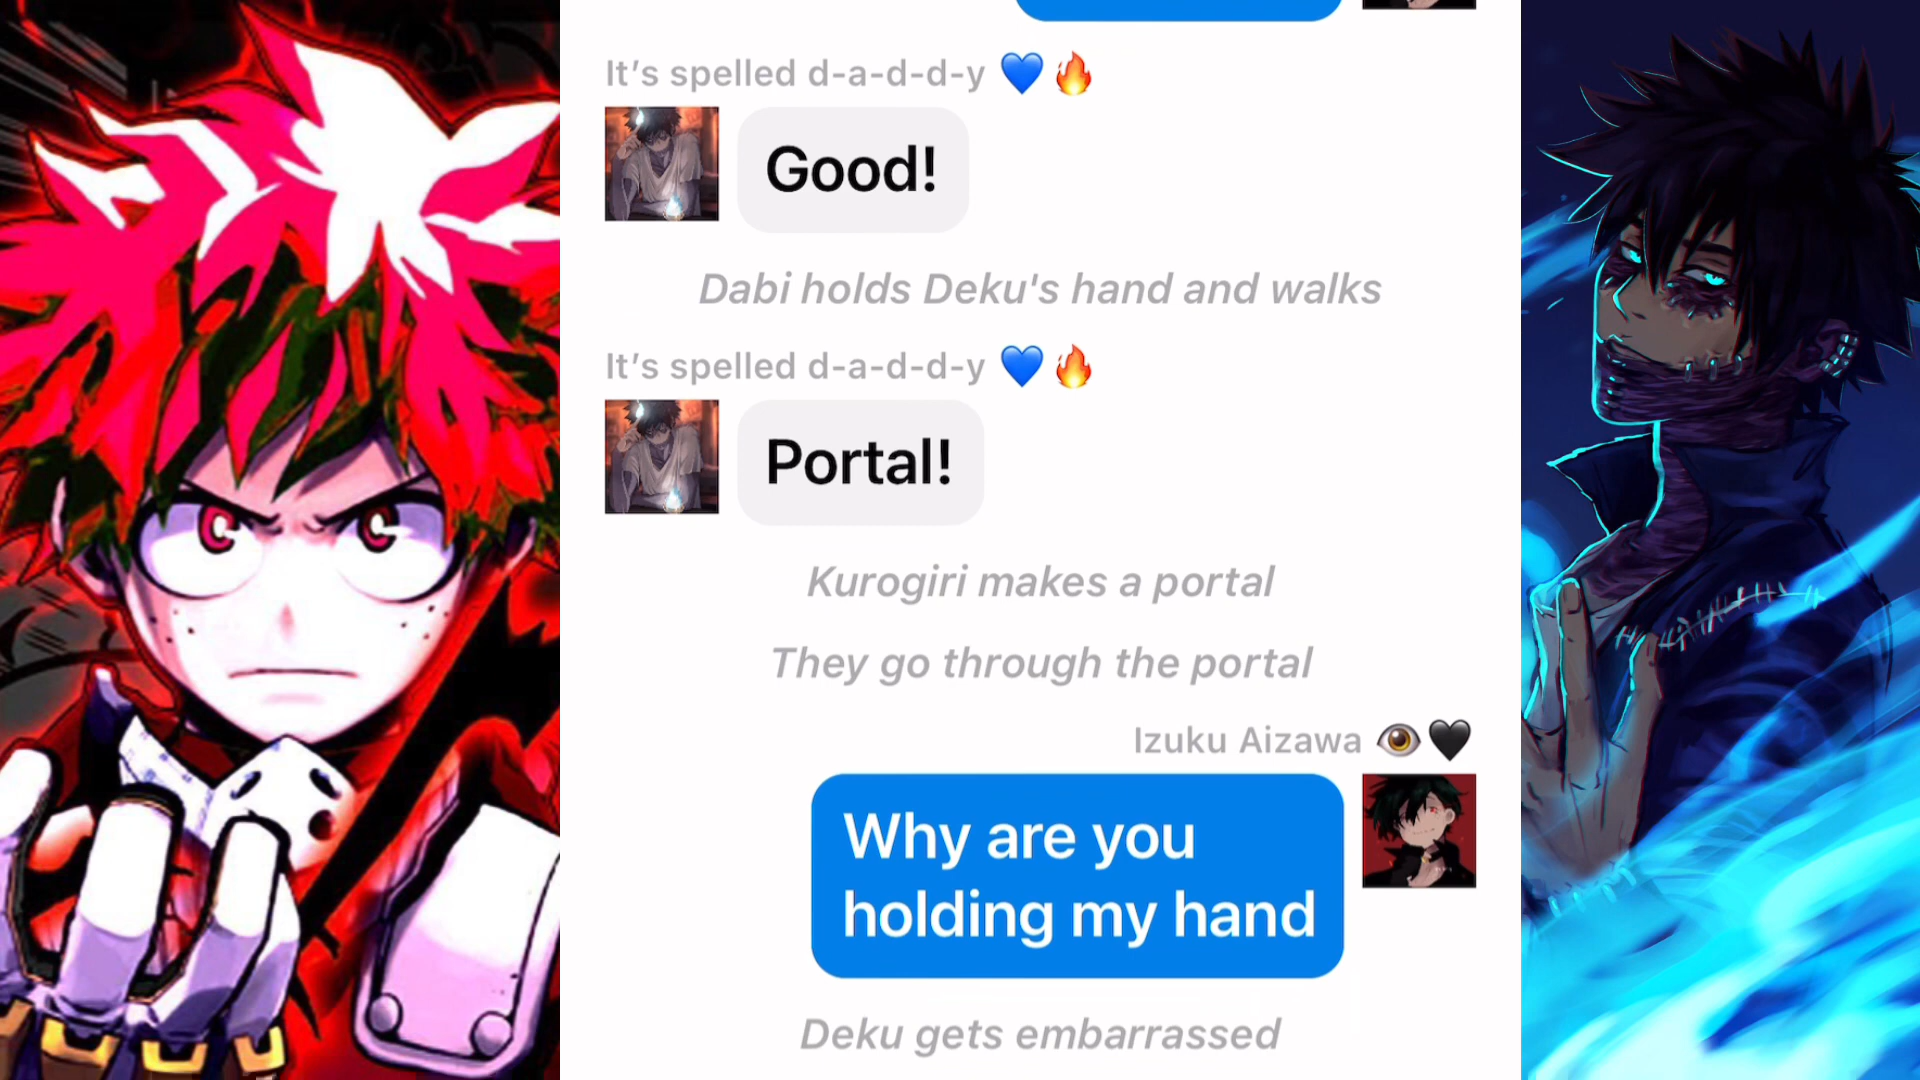 It’s spelled d-a-d-d-y 💙🔥
Good!
Dabi holds Deku's hand and walks
It’s spelled d-a-d-d-y 💙🔥
Portal!
Kurogiri makes a portal
They go through the portal
Izuku Aizawa 👁️🖤
Why are you
holding my hand
Deku gets embarrassed